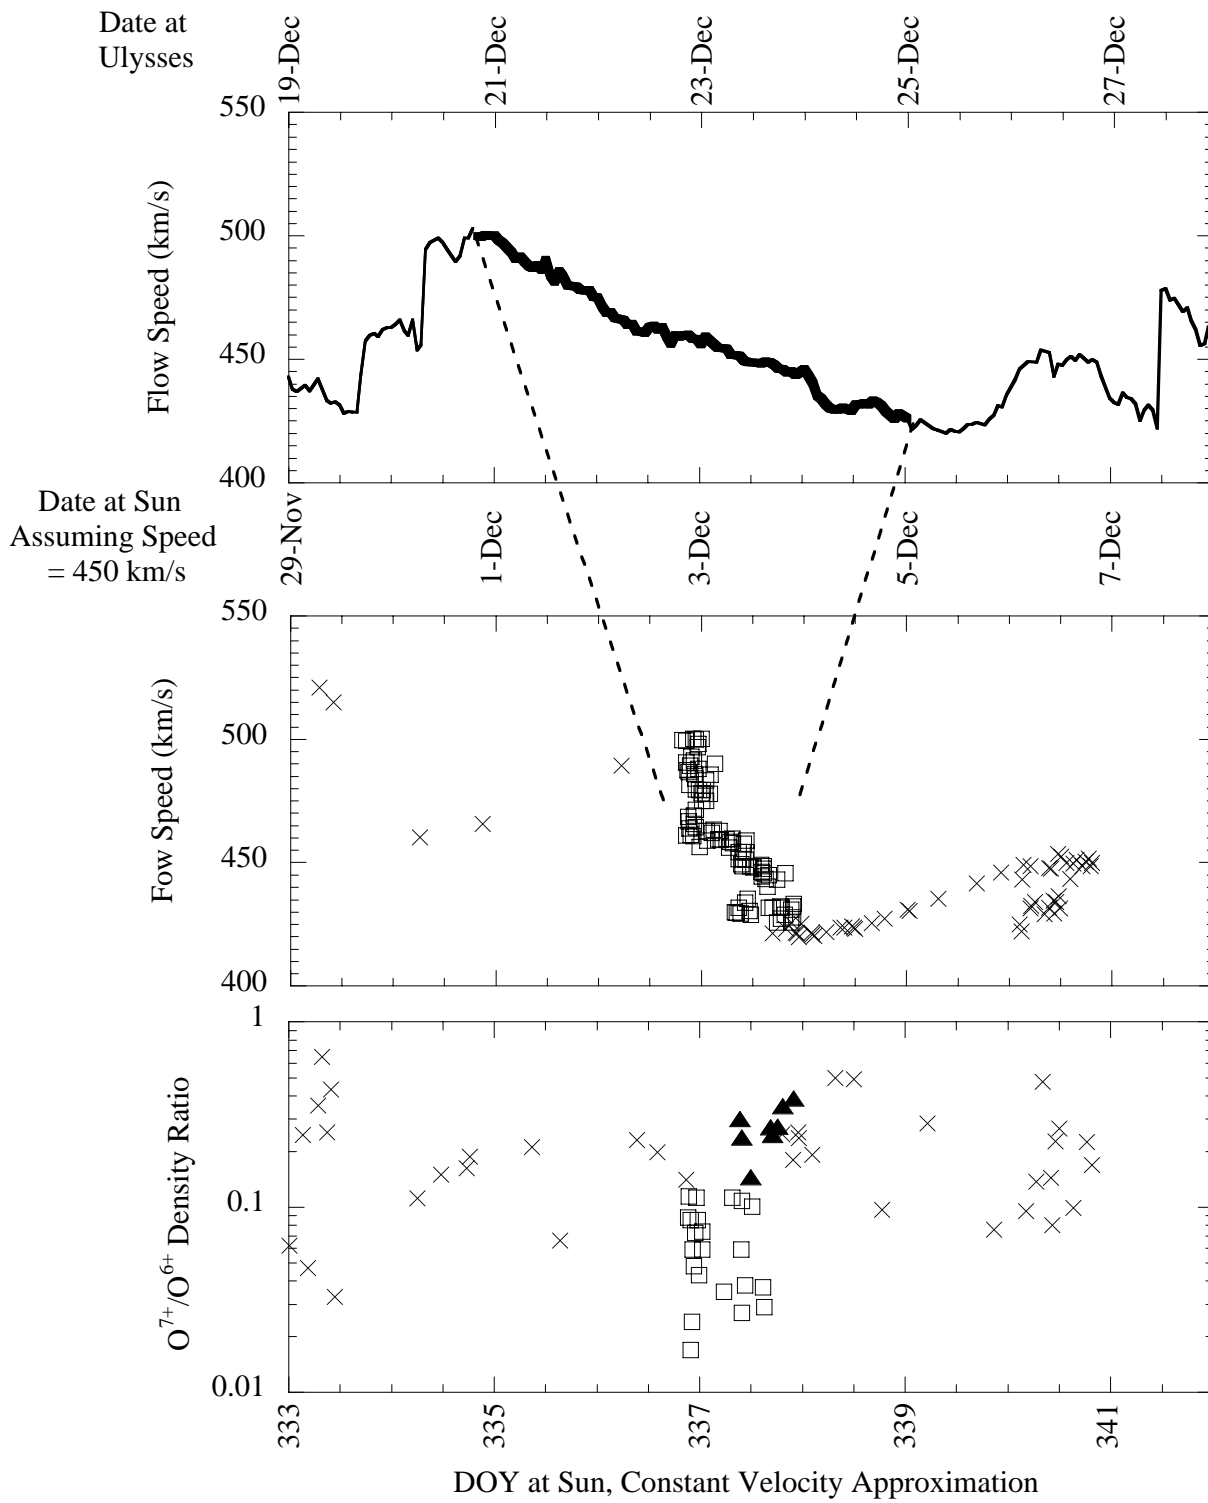 Date at
Ulysses
19-Dec
21-Dec
23-Dec
25-Dec
27-Dec
Flow Speed (km/s)
550
500
450
400
Date at Sun
Assuming Speed
= 450 km/s
29-Nov
1-Dec
3-Dec
5-Dec
7-Dec
Fow Speed (km/s)
550
500
450
400
O7+/O6+ Density Ratio
1
0.1
0.01
333
335
337
339
341
DOY at Sun, Constant Velocity Approximation